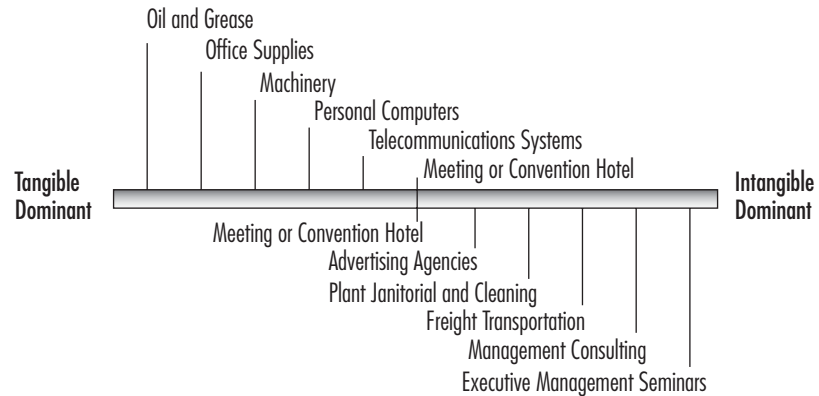 Oil and Grease
Office Supplies
Machinery
Personal Computers
Telecommunications Systems
Meeting or Convention Hotel
Tangible
Dominant
Intangible
Dominant
Meeting or Convention Hotel
Advertising Agencies
Plant Janitorial and Cleaning
Freight Transportation
Management Consulting
Executive Management Seminars